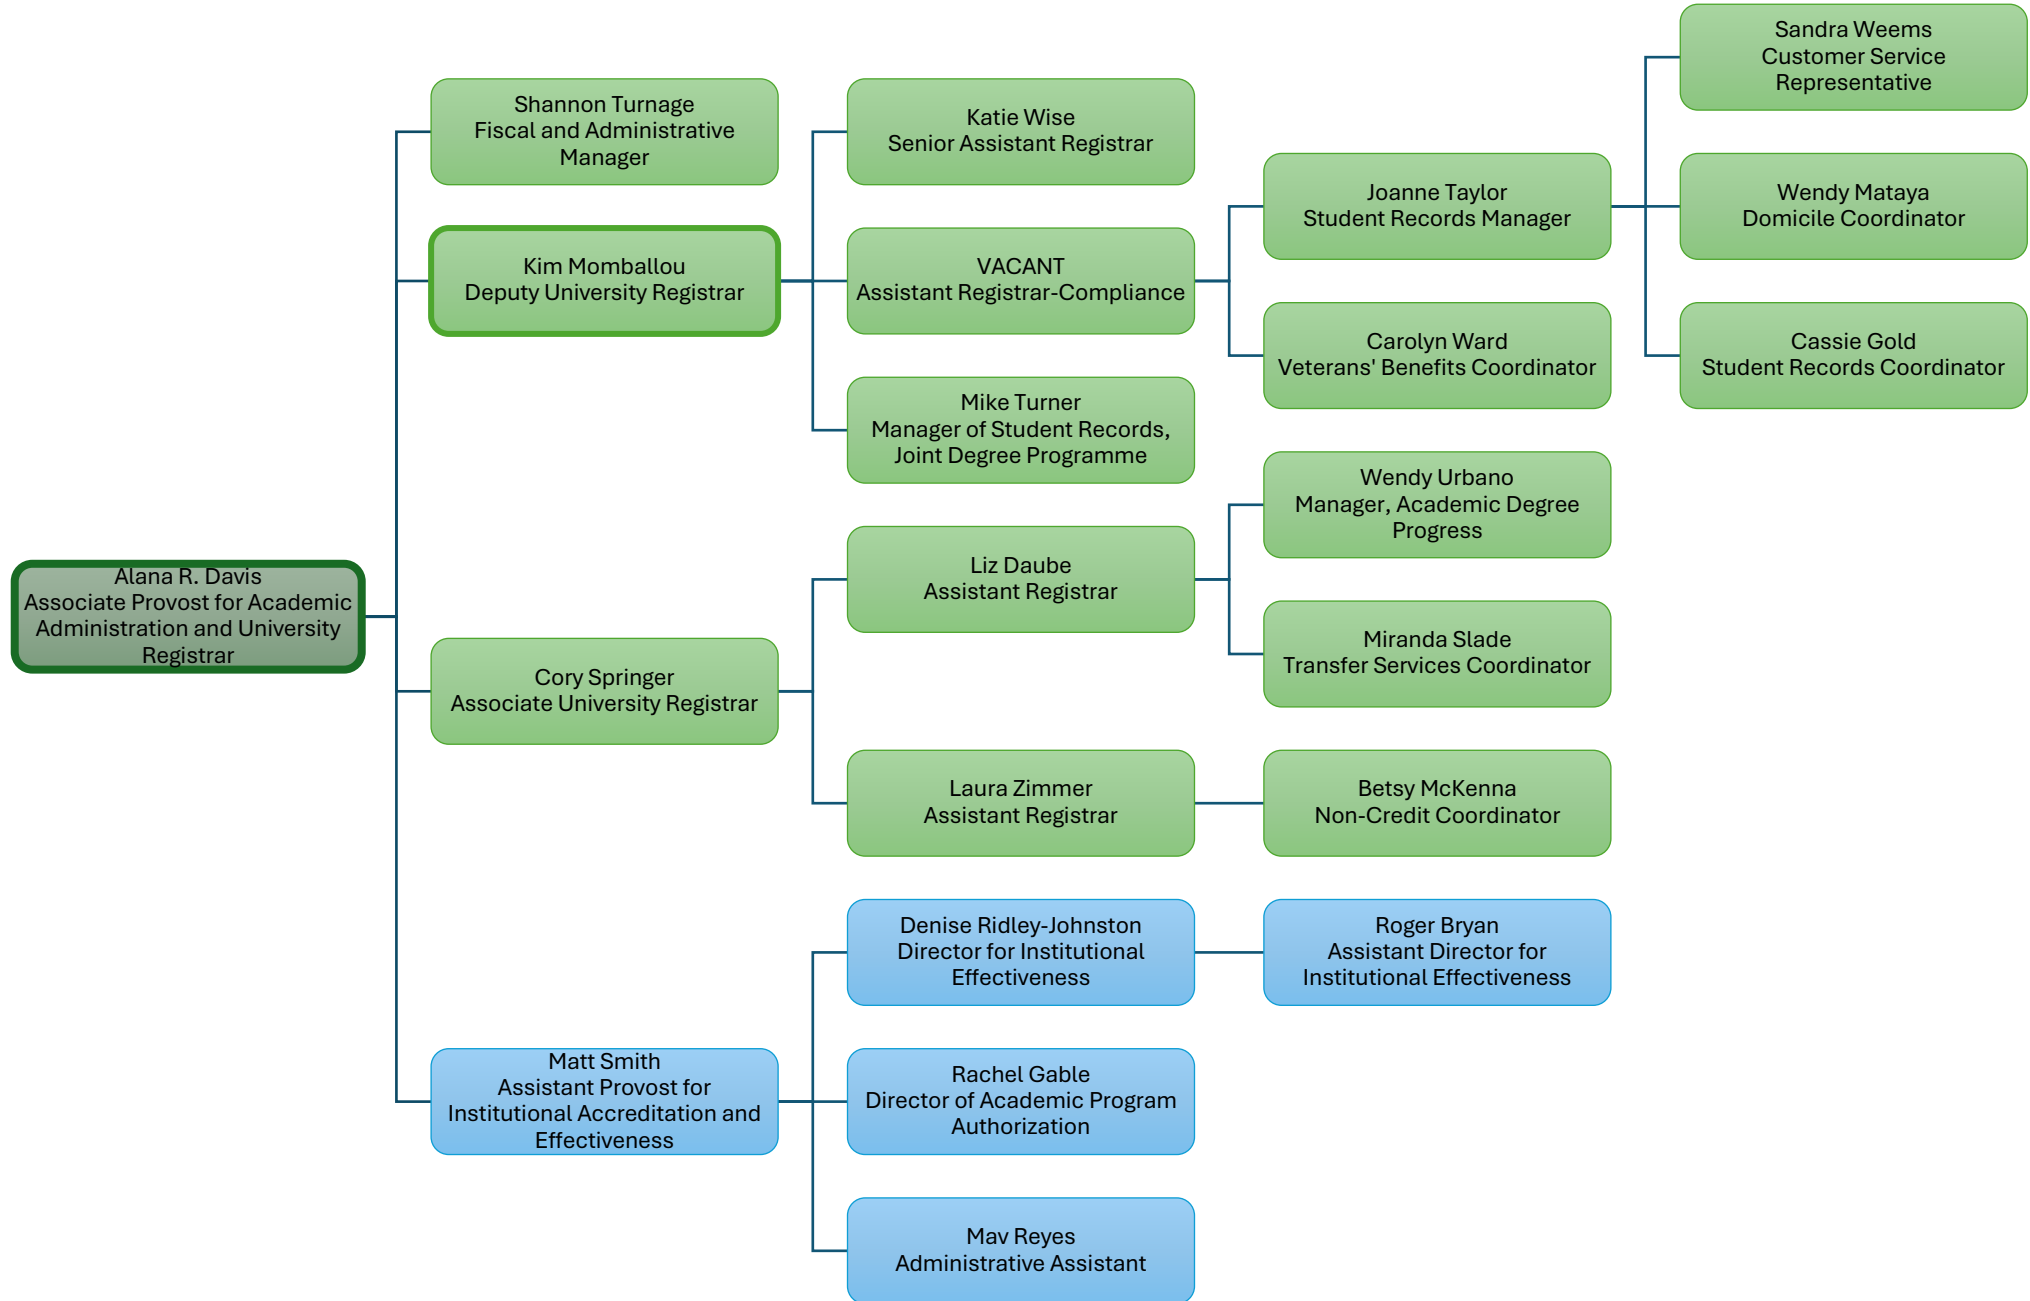 Alana R. Davis
Associate Provost for Academic
Administration and University
Registrar
Shannon Turnage
Fiscal and Administrative
Manager
Kim Momballou
Deputy University Registrar
Katie Wise
Senior Assistant Registrar
VACANT
Assistant Registrar-Compliance
Joanne Taylor
Student Records Manager
Sandra Weems
Customer Service
Representative
Wendy Mataya
Domicile Coordinator
Cassie Gold
Student Records Coordinator
Carolyn Ward
Veterans' Benefits Coordinator
Mike Turner
Manager of Student Records,
Joint Degree Programme
Cory Springer
Associate University Registrar
Liz Daube
Assistant Registrar
Wendy Urbano
Manager, Academic Degree
Progress
Miranda Slade
Transfer Services Coordinator
Laura Zimmer
Assistant Registrar
Betsy McKenna
Non-Credit Coordinator
Matt Smith
Assistant Provost for
Institutional Accreditation and
Effectiveness
Denise Ridley-Johnston
Director for Institutional
Effectiveness
Roger Bryan
Assistant Director for
Institutional Effectiveness
Rachel Gable
Director of Academic Program
Authorization
Mav Reyes
Administrative Assistant